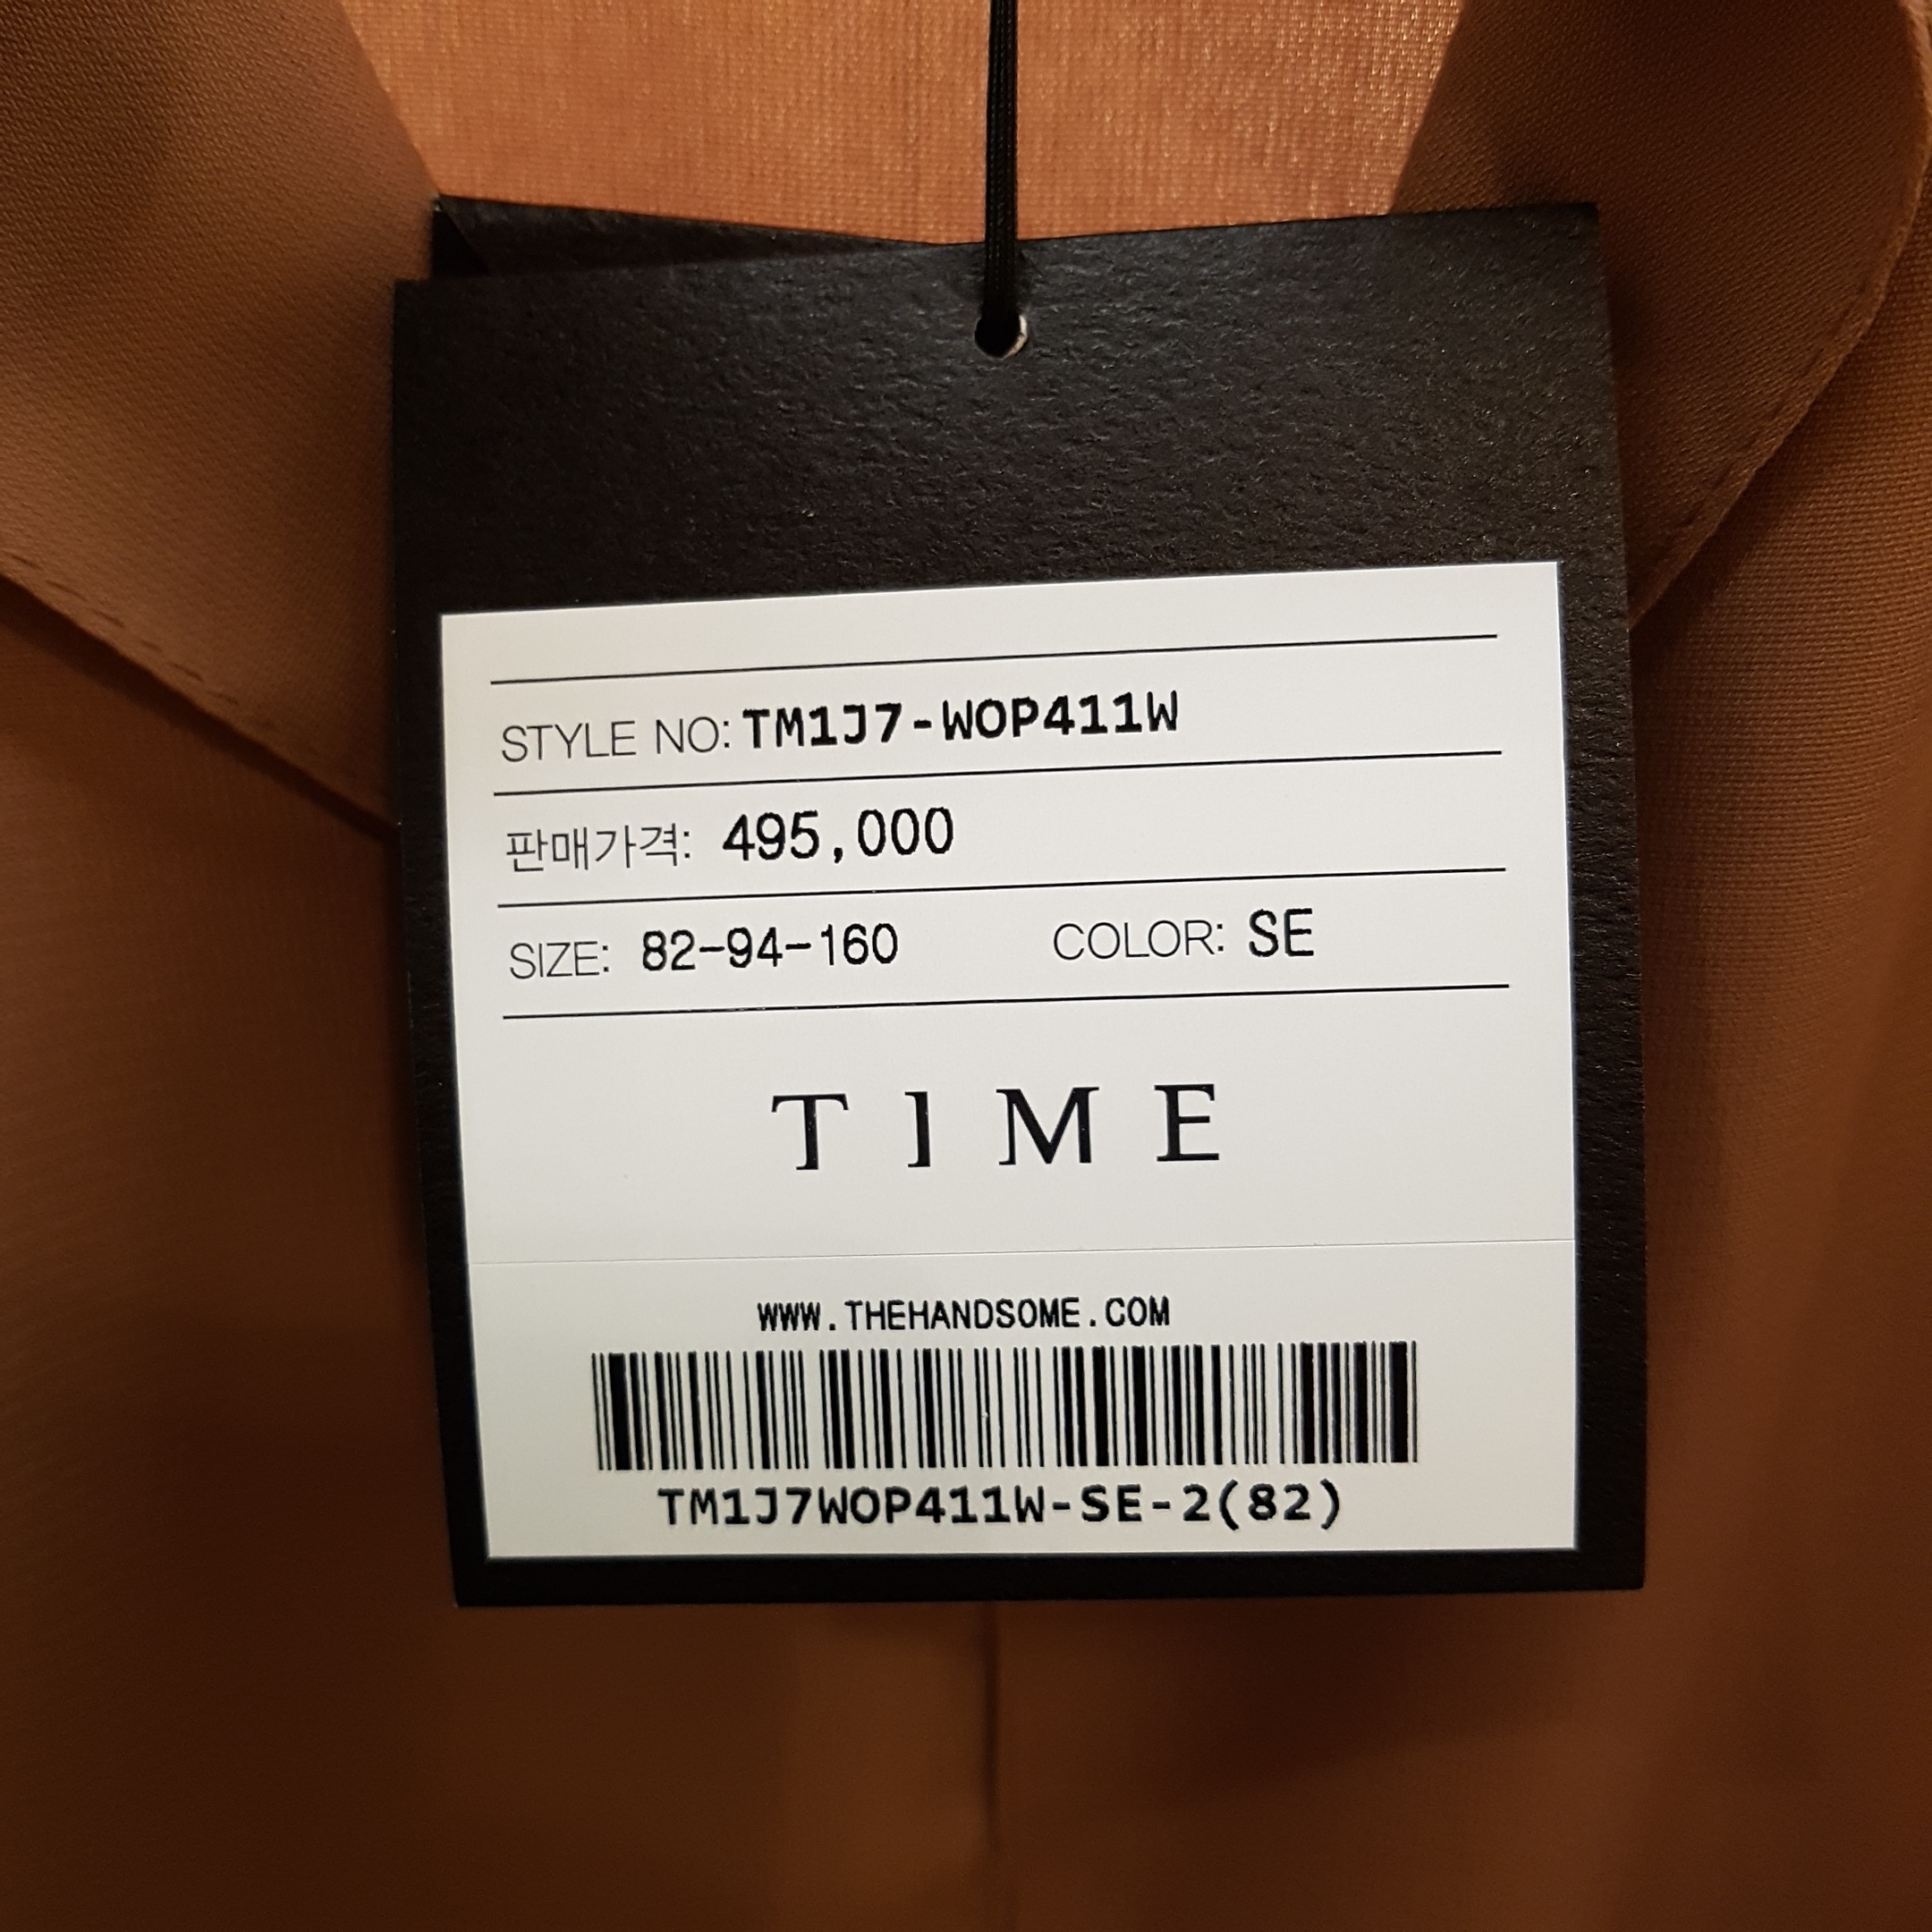 STYLE NO: TM1J7-WOP411W
판매가격: 495,000
SIZE: 82-94-160 COLOR: SE
TIME
WWW.THEHANDSOME.COM
TM1J7WOP411W-SE-2(82)